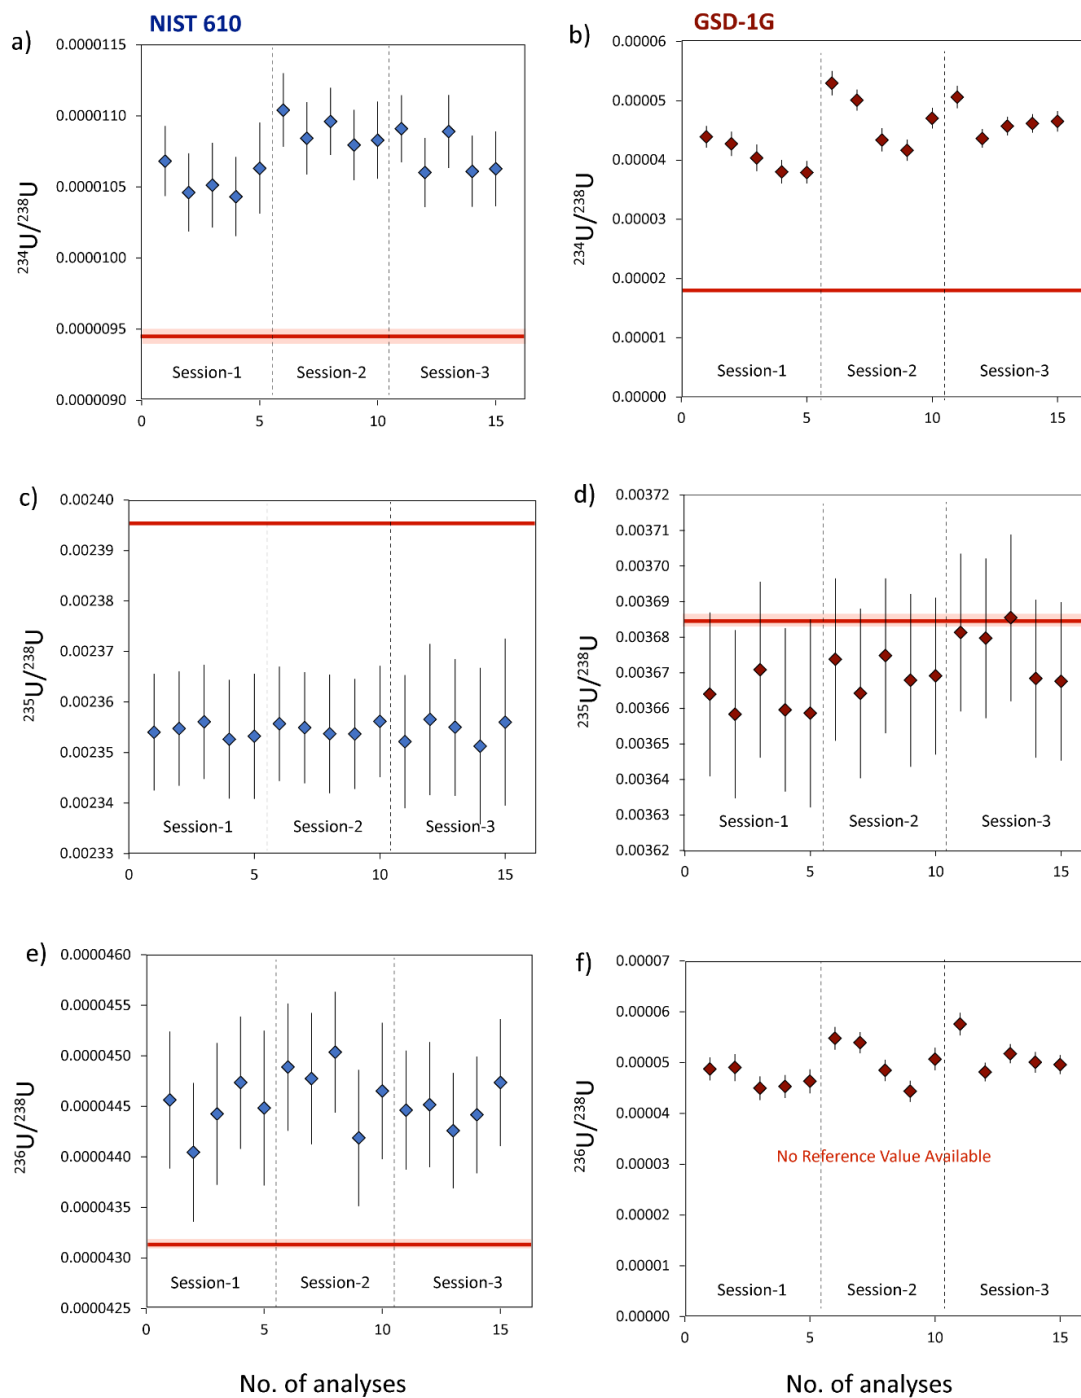 NIST 610
GSD-1G
a)
0.0000115
0.0000110
0.0000105
0.0000100
0.0000095
0.0000090
234U/238U
Session-1
Session-2
Session-3
0
5
10
15
b)
0.00006
0.00005
0.00004
0.00003
0.00002
0.00001
0.00000
234U/238U
Session-1
Session-2
Session-3
0
5
10
15
c)
0.00240
0.00239
0.00238
0.00237
0.00236
0.00235
0.00234
0.00233
235U/238U
Session-1
Session-2
Session-3
0
5
10
15
d)
0.00372
0.00371
0.00370
0.00369
0.00368
0.00367
0.00366
0.00365
0.00364
0.00363
0.00362
235U/238U
Session-1
Session-2
Session-3
0
5
10
15
e)
0.0000460
0.0000455
0.0000450
0.0000445
0.0000440
0.0000435
0.0000430
0.0000425
236U/238U
Session-1
Session-2
Session-3
0
5
10
15
No. of analyses
f)
0.00007
0.00006
0.00005
0.00004
0.00003
0.00002
0.00001
0.00000
236U/238U
No Reference Value Available
Session-1
Session-2
Session-3
0
5
10
15
No. of analyses